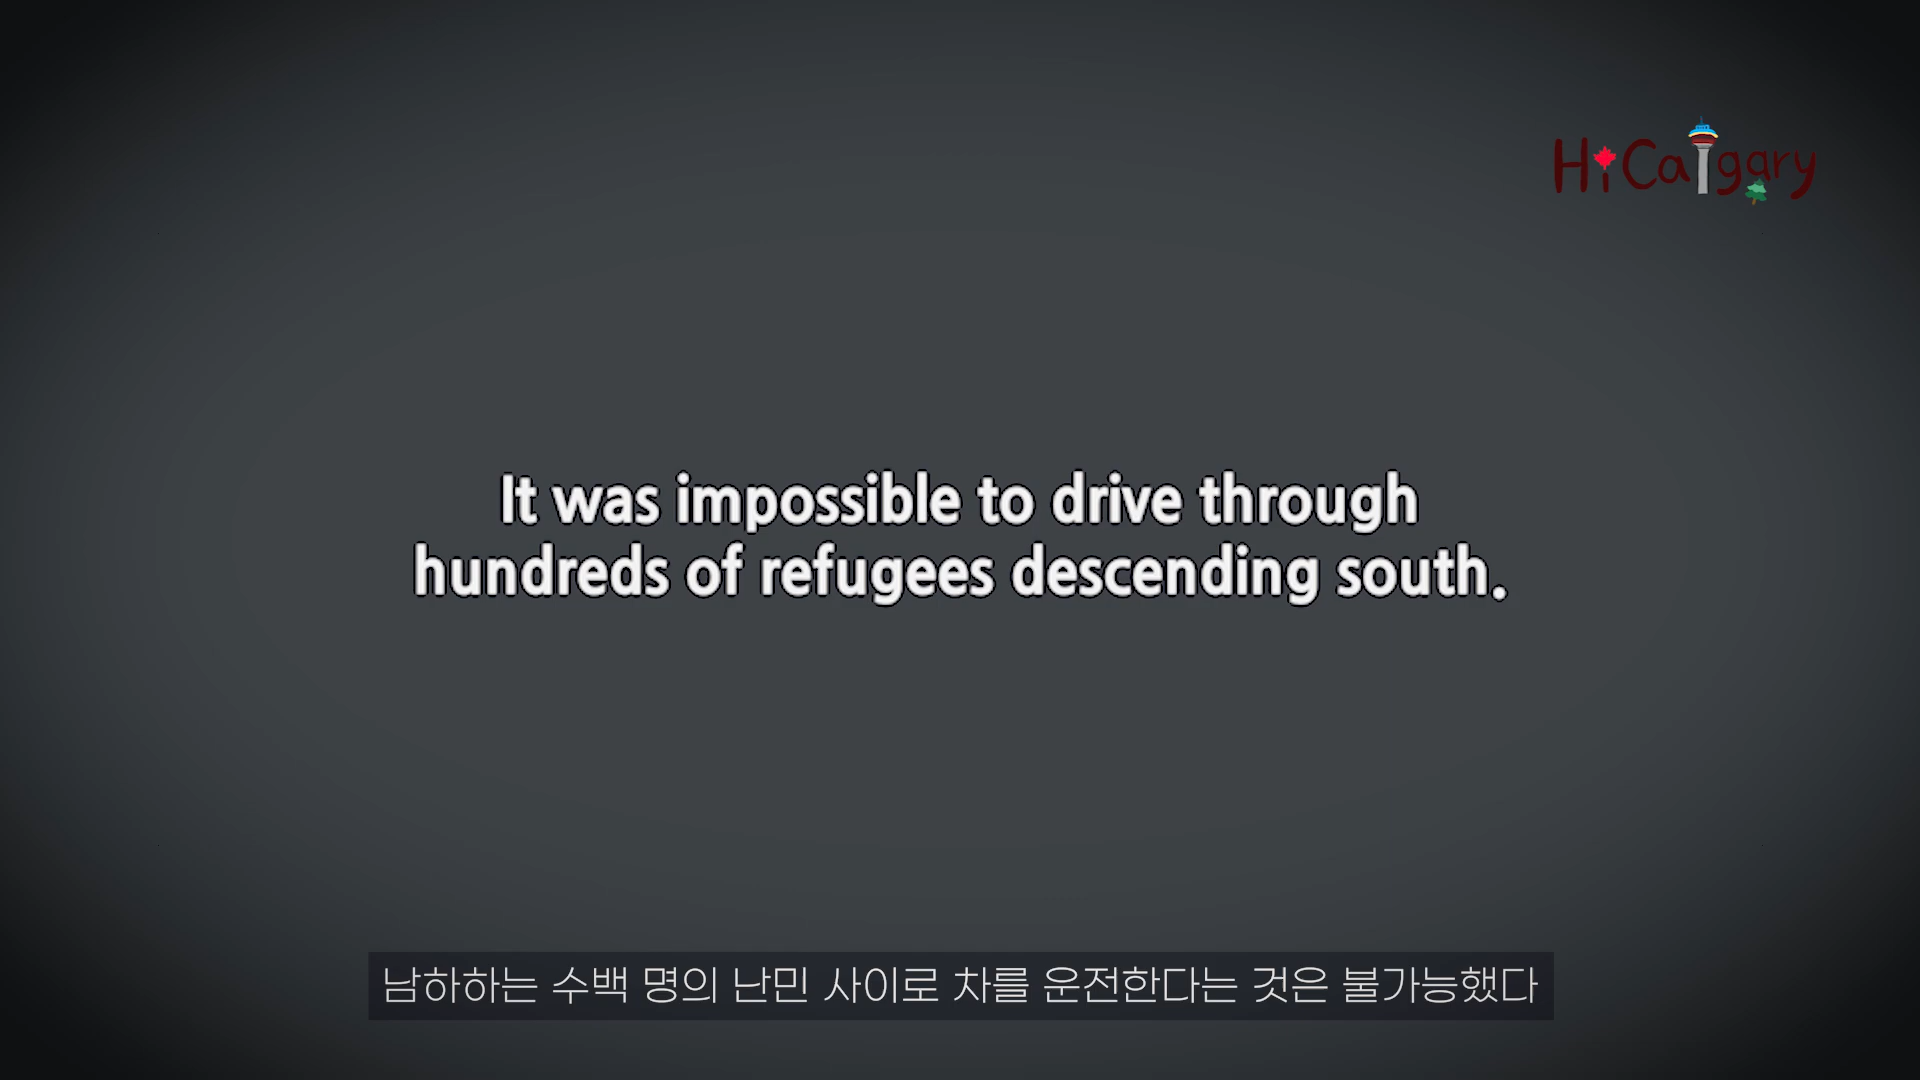 HiCalgary
It was impossible to drive through
hundreds of refugees descending south.
남하하는 수백 명의 난민 사이로 차를 운전한다는 것은 불가능했다